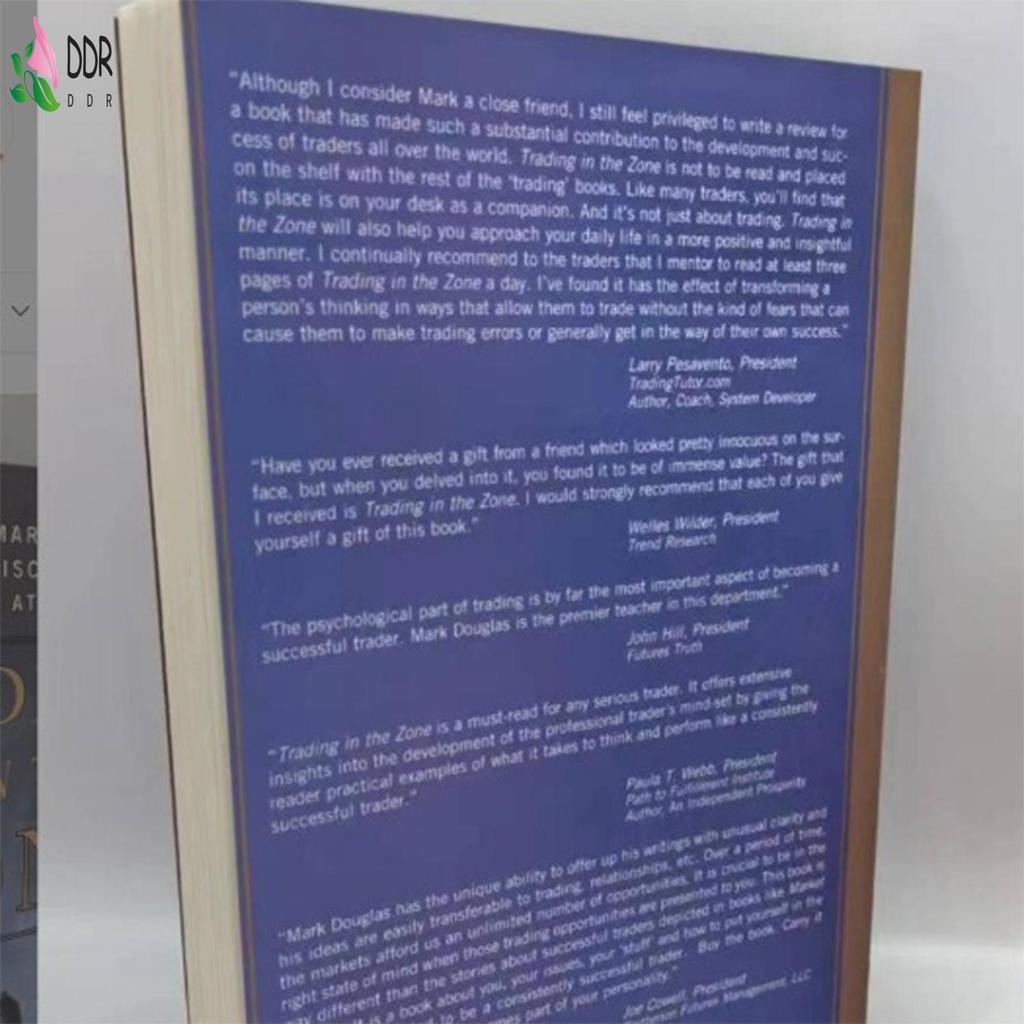 DDR
DDR
"Although I consider Mark a close friend, I still feel privileged to write a review for
a book that has made such a substantial contribution to the development and suc-
cess of traders all over the world. Trading in the Zone is not to be read and placed
on the shelf with the rest of the 'trading' books. Like many traders, you'll find that
its place is on your desk as a companion. And it's not just about trading. Trading in
the Zone will also help you approach your daily life in a more positive and insightful
manner. I continually recommend to the traders that I mentor to read at least three
pages of Trading in the Zone a day. I've found it has the effect of transforming a
person's thinking in ways that allow them to trade without the kind of fears that can
cause them to make trading errors or generally get in the way of their own success."
Larry Pesavento, President
TradingTutor.com
Author, Coach, System Developer
"Have you ever received a gift from a friend which looked pretty innocuous on the sur-
face, but when you delved into it, you found it to be of immense value? The gift that
I received is Trading in the Zone. I would strongly recommend that each of you give
yourself a gift of this book."
Welles Wilder, President
Trend Research
"The psychological part of trading is by far the most important aspect of becoming a
successful trader. Mark Douglas is the premier teacher in this department."
John Hill, President
Futures Truth
"Trading in the Zone is a must-read for any serious trader. It offers extensive
insights into the development of the professional trader's mind-set by giving the
reader practical examples of what it takes to think and perform like a consistently
successful trader."
Paula T. Webb, President
Path to Fulfillment Institute
Author, An Independent Prosperity
"Mark Douglas has the unique ability to offer up his writings with unusual clarity and
his ideas are easily transferable to trading, relationships, etc. Over a period of time,
the markets afford us an unlimited number of opportunities. It is crucial to be in the
right state of mind when those trading opportunities are presented to you. This book is
way different than the stories about successful traders depicted in books like Market
It is a book about you, your issues, your 'stuff' and how to put yourself in the
to be a consistently successful trader. Buy the book. Carry it
part of your personality."
Joe Cowell, President
Futures Management, LLC
MAR
ISC
AT